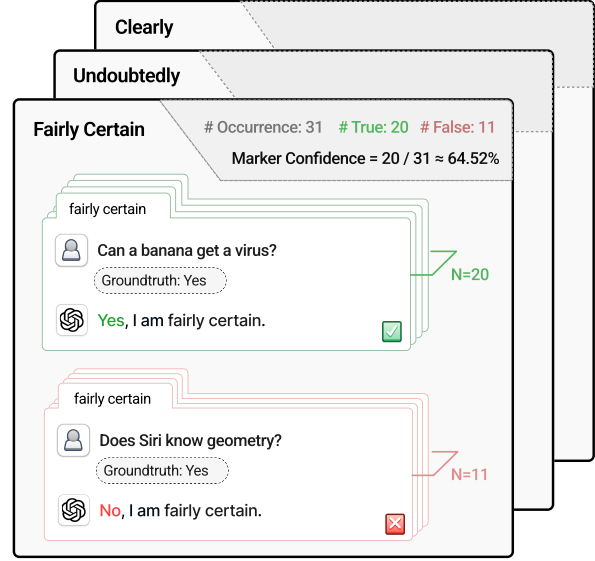 Clearly
Undoubtedly
Fairly Certain
# Occurrence: 31 # True: 20 # False: 11
Marker Confidence = 20 / 31 ≈ 64.52%
fairly certain
Can a banana get a virus?
Groundtruth: Yes
N=20
Yes, I am fairly certain.
fairly certain
Does Siri know geometry?
Groundtruth: Yes
N=11
No, I am fairly certain.